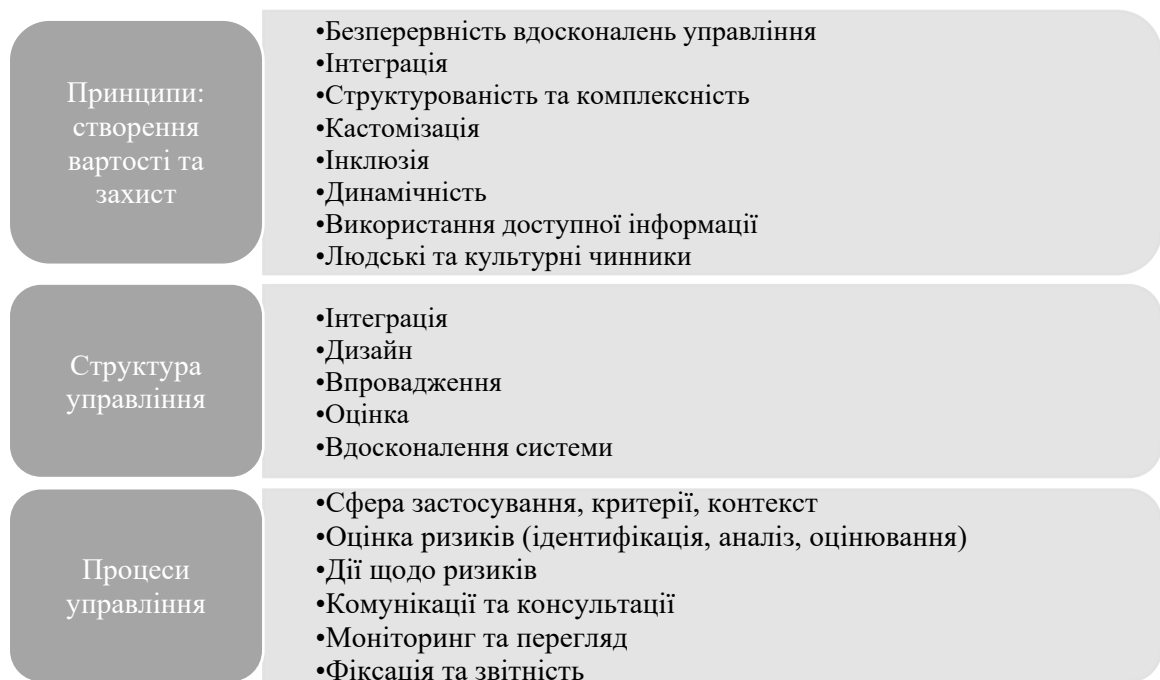 Принципи:
створення
вартості та
захист
•Безперервність вдосконалень управління
•Інтеграція
•Структурованість та комплексність
•Кастомізація
•Інклюзія
•Динамічність
•Використання доступної інформації
•Людські та культурні чинники
Структура
управління
•Інтеграція
•Дизайн
•Впровадження
•Оцінка
•Вдосконалення системи
Процеси
управління
•Сфера застосування, критерії, контекст
•Оцінка ризиків (ідентифікація, аналіз, оцінювання)
•Дії щодо ризиків
•Комунікації та консультації
•Моніторинг та перегляд
•Фіксація та звітність